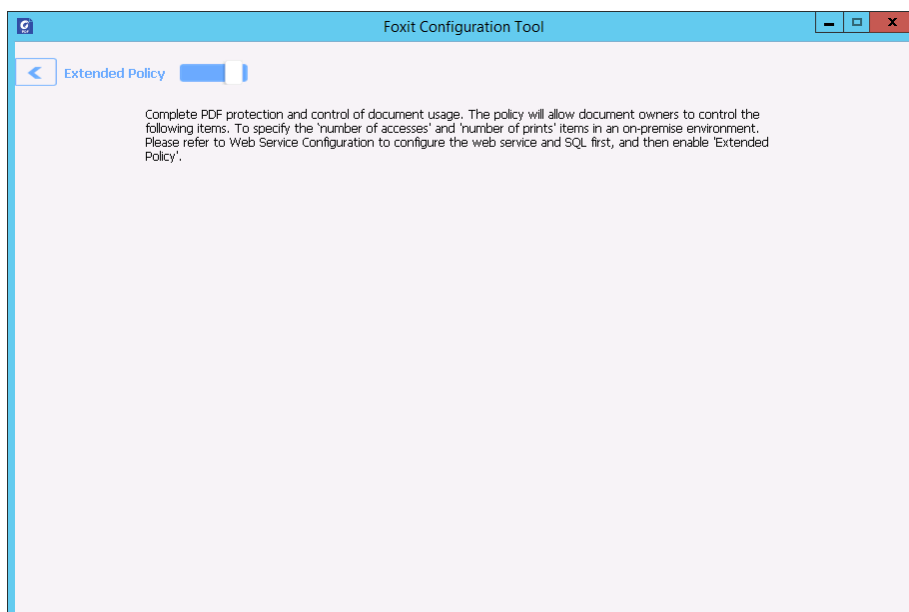 Foxit Configuration Tool
Extended Policy
Complete PDF protection and control of document usage. The policy will allow document owners to control the
following items. To specify the 'number of accesses' and 'number of prints' items in an on-premise environment.
Please refer to Web Service Configuration to configure the web service and SQL first, and then enable 'Extended
Policy'.